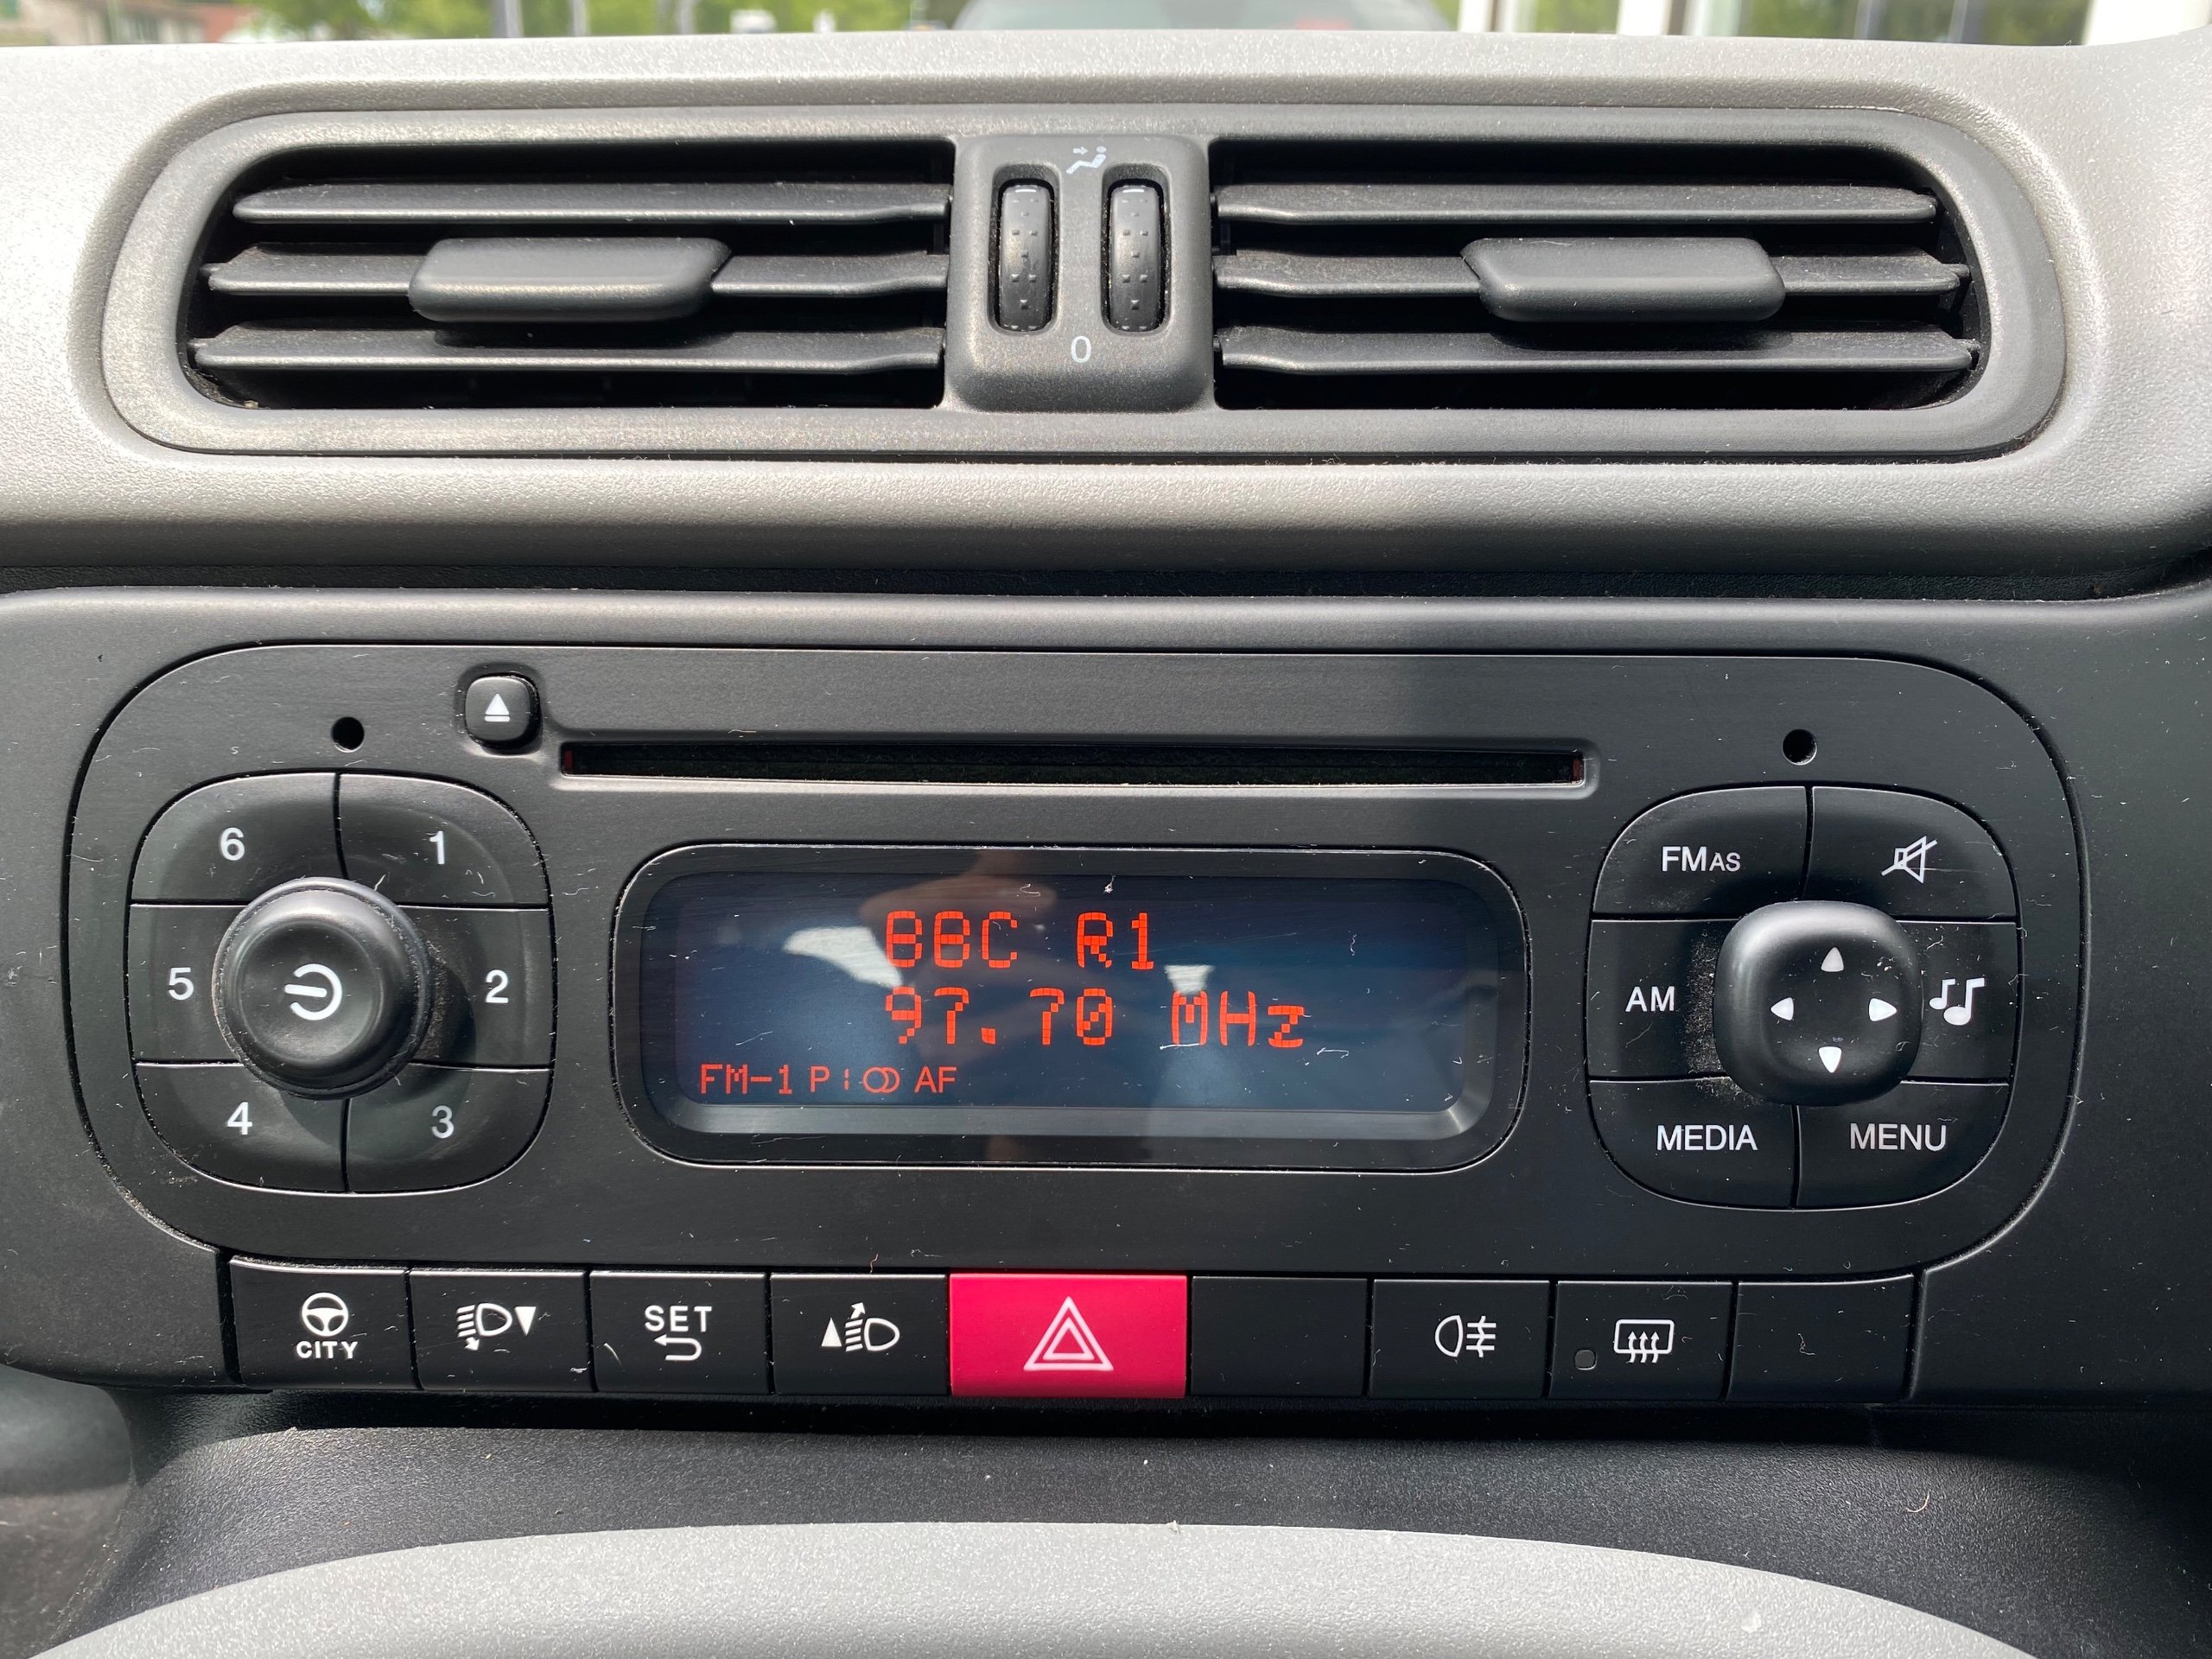 0
6
1
5
2
4
3
BBC R1
97.70 MHz
FM-1 P1 AF
FMAS
AM
MEDIA
MENU
CITY
SET